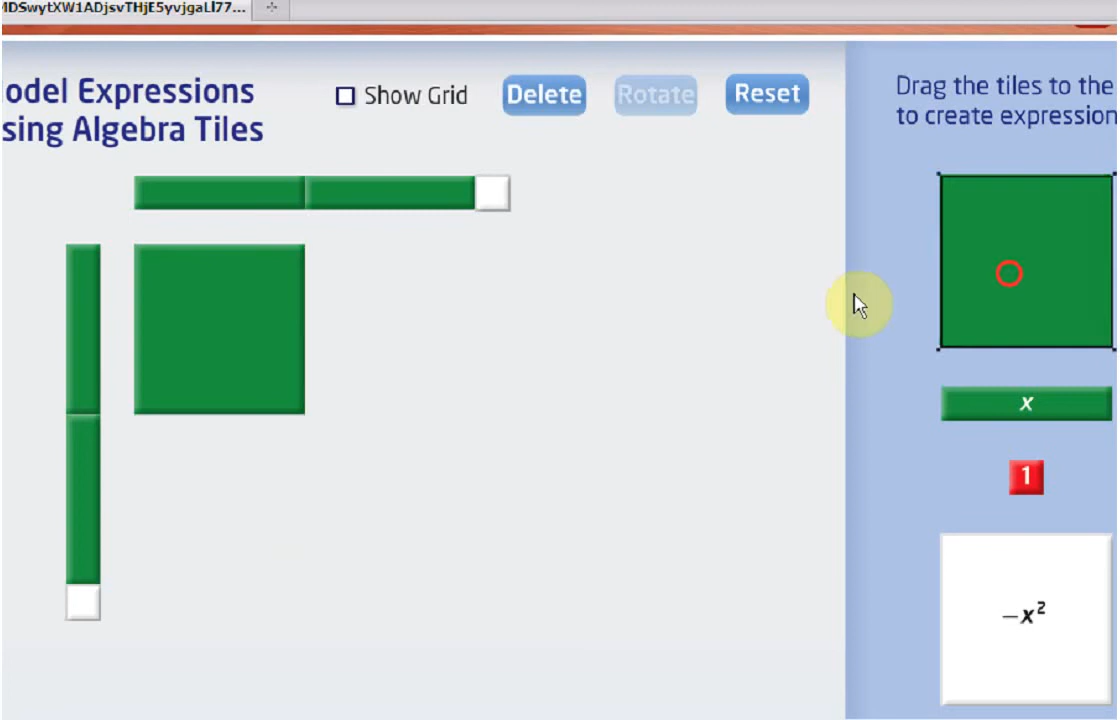 MDSwytXW1ADjsvTHjE5yvjgaLl77...
odel Expressions
sing Algebra Tiles
Show Grid
Delete
Rotate
Reset
Drag the tiles to the
to create expression
x
1
−x²